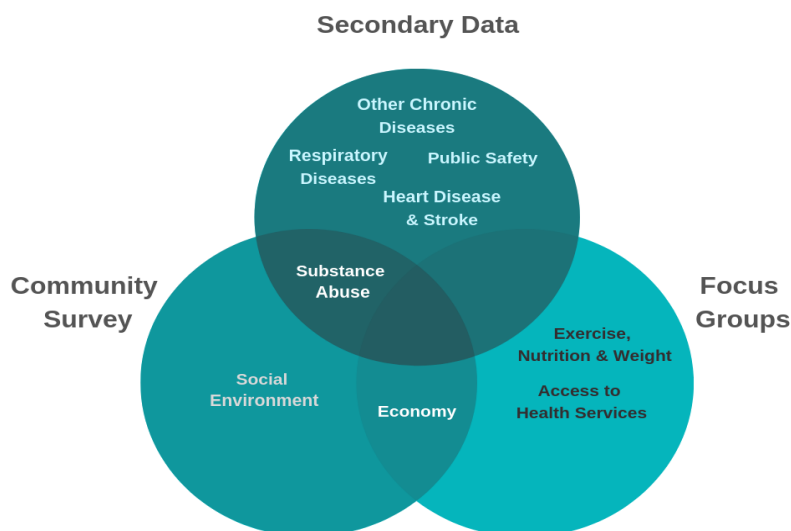 Secondary Data
Other Chronic
Diseases
Respiratory
Diseases
Public Safety
Heart Disease
& Stroke
Community
Survey
Substance
Abuse
Focus
Groups
Exercise,
Nutrition & Weight
Social
Environment
Access to
Health Services
Economy